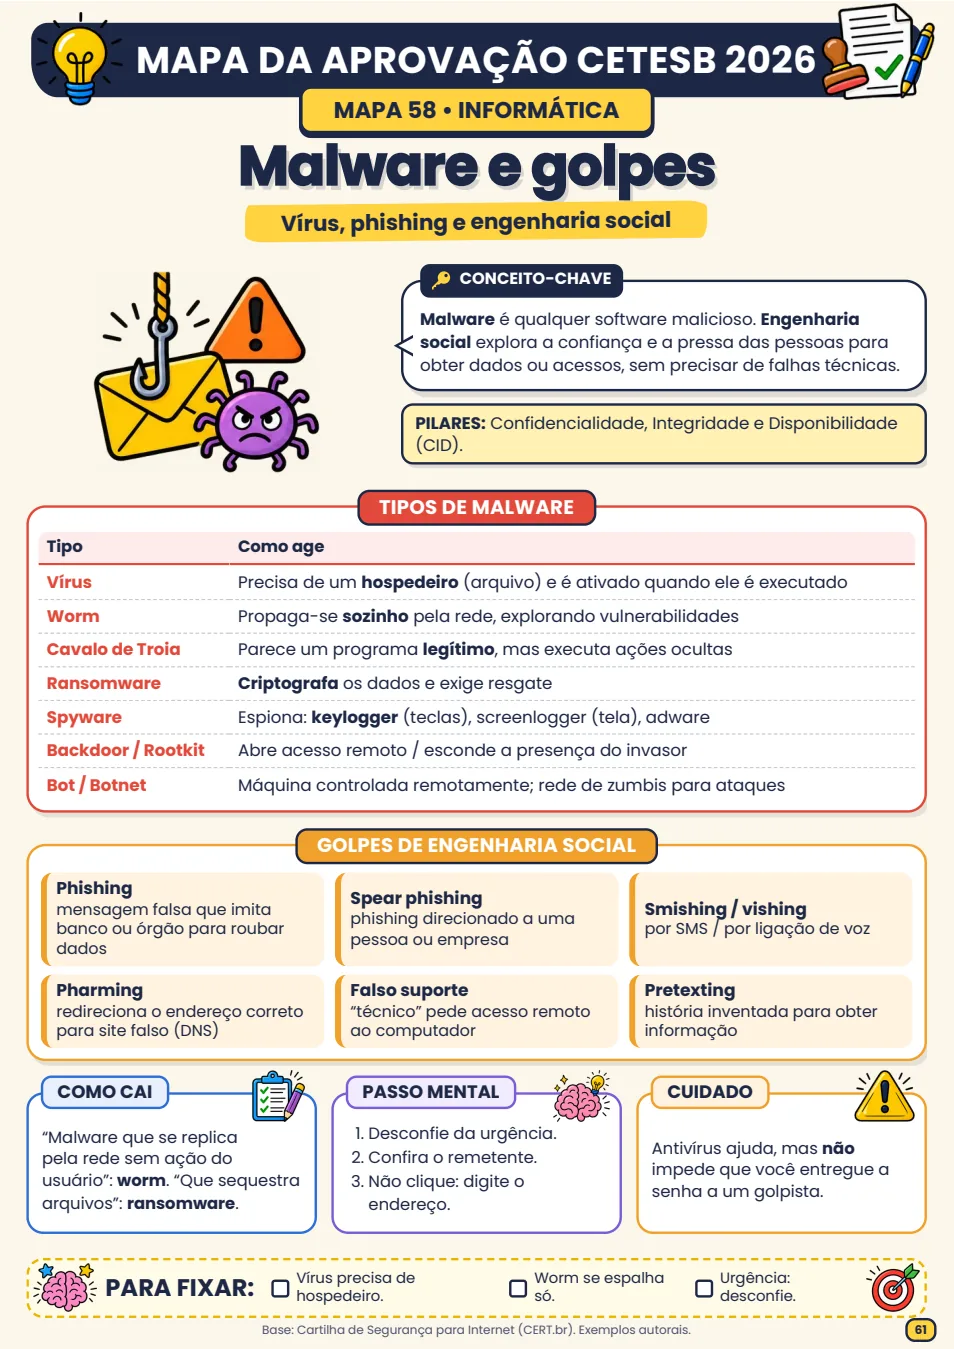 MAPA DA APROVAÇÃO CETESB 2026
MAPA 58 • INFORMÁTICA
Malware e golpes
Vírus, phishing e engenharia social
CONCEITO-CHAVE
Malware é qualquer software malicioso. Engenharia
social explora a confiança e a pressa das pessoas para
obter dados ou acessos, sem precisar de falhas técnicas.
PILARES: Confidencialidade, Integridade e Disponibilidade
(CID).
TIPOS DE MALWARE
Tipo Como age
Vírus Precisa de um hospedeiro (arquivo) e é ativado quando ele é executado
Worm Propaga-se sozinho pela rede, explorando vulnerabilidades
Cavalo de Troia Parece um programa legítimo, mas executa ações ocultas
Ransomware Criptografa os dados e exige resgate
Spyware Espiona: keylogger (teclas), screenlogger (tela), adware
Backdoor / Rootkit Abre acesso remoto / esconde a presença do invasor
Bot / Botnet Máquina controlada remotamente; rede de zumbis para ataques
GOLPES DE ENGENHARIA SOCIAL
Phishing
mensagem falsa que imita
banco ou órgão para roubar
dados
Spear phishing
phishing direcionado a uma
pessoa ou empresa
Smishing / vishing
por SMS / por ligação de voz
Pharming
redireciona o endereço correto
para site falso (DNS)
Falso suporte
“técnico” pede acesso remoto
ao computador
Pretexting
história inventada para obter
informação
COMO CAI
“Malware que se replica
pela rede sem ação do
usuário”: worm. “Que sequestra
arquivos”: ransomware.
PASSO MENTAL
1. Desconfie da urgência.
2. Confira o remetente.
3. Não clique: digite o
endereço.
CUIDADO
Antivírus ajuda, mas não
impede que você entregue a
senha a um golpista.
PARA FIXAR:
Vírus precisa de
hospedeiro.
Worm se espalha
só.
Urgência:
desconfie.
Base: Cartilha de Segurança para Internet (CERT.br). Exemplos autorais.
61